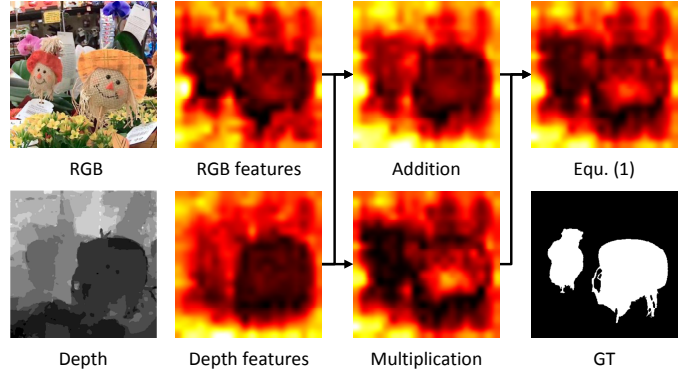 RGB
RGB features
Addition
Equ. (1)
Depth
Depth features
Multiplication
GT